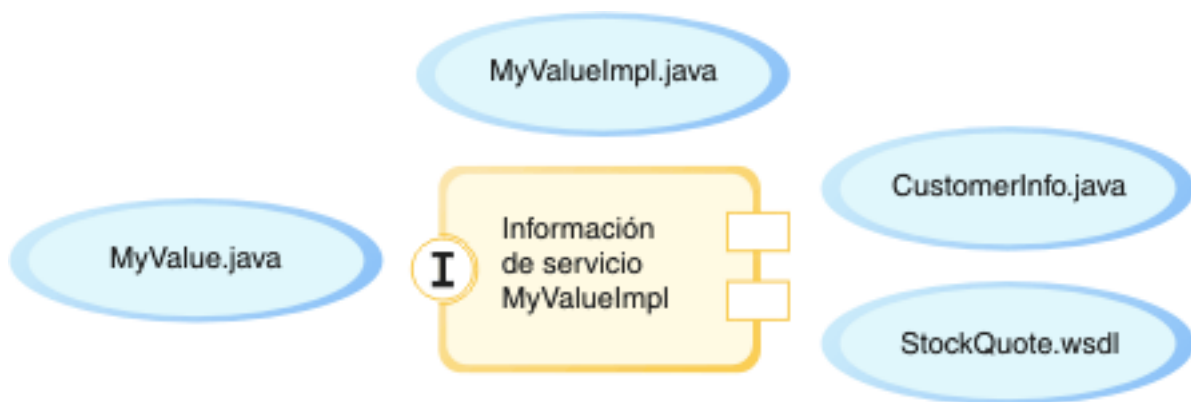 MyValueImpl.java
CustomerInfo.java
MyValue.java
I
Información
de servicio
MyValueImpl
StockQuote.wsdl